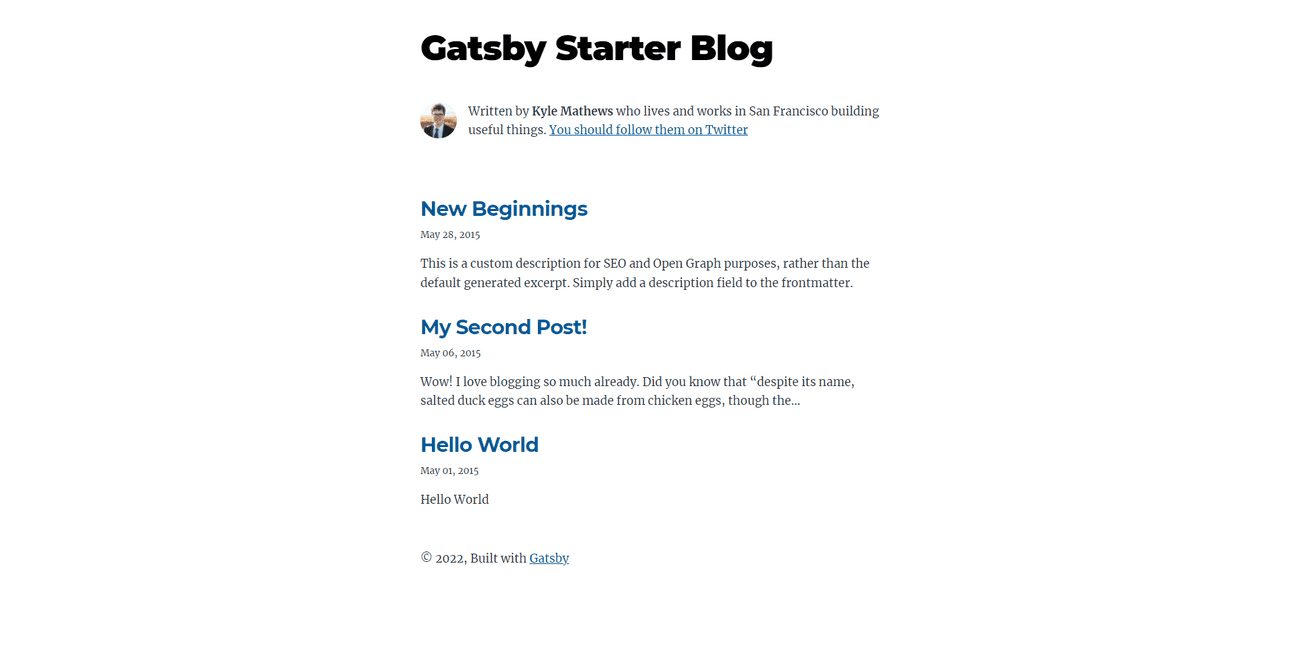 Gatsby Starter Blog
Written by Kyle Mathews who lives and works in San Francisco building
useful things. You should follow them on Twitter
New Beginnings
May 28, 2015
This is a custom description for SEO and Open Graph purposes, rather than the
default generated excerpt. Simply add a description field to the frontmatter.
My Second Post!
May 06, 2015
Wow! I love blogging so much already. Did you know that “despite its name,
salted duck eggs can also be made from chicken eggs, though the…
Hello World
May 01, 2015
Hello World
© 2022, Built with Gatsby